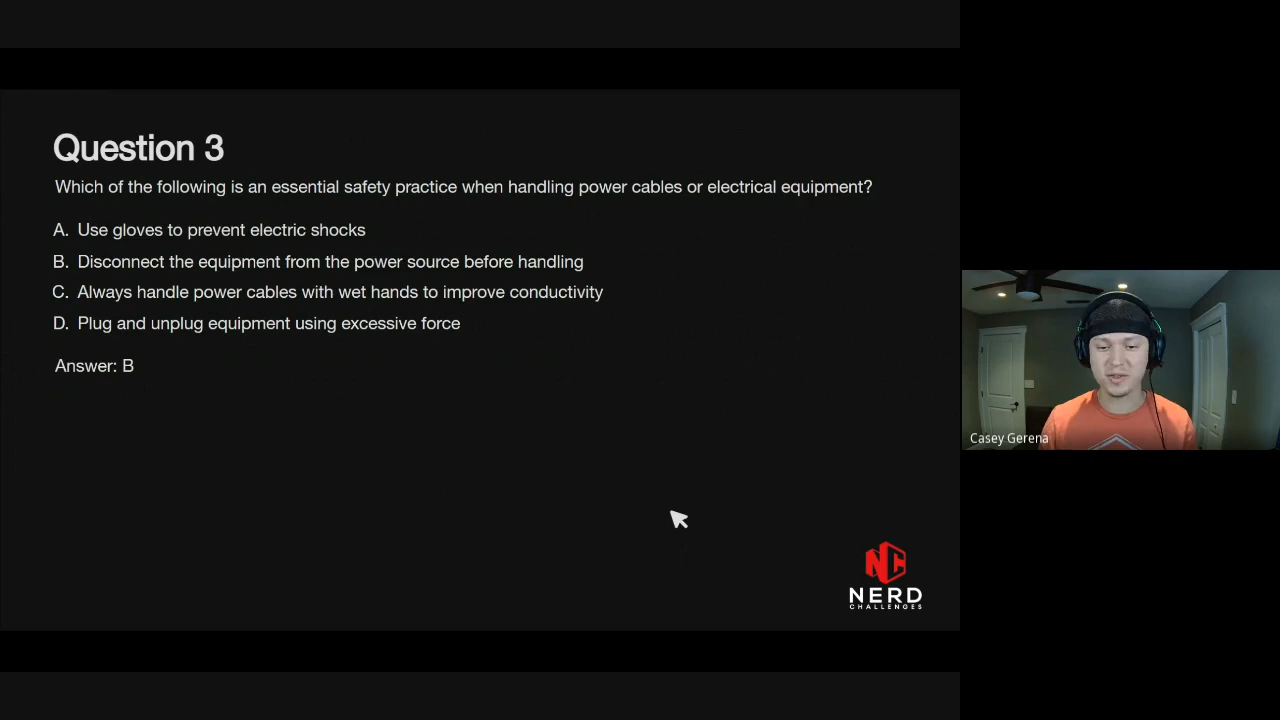 Question 3
Which of the following is an essential safety practice when handling power cables or electrical equipment?
A. Use gloves to prevent electric shocks
B. Disconnect the equipment from the power source before handling
C. Always handle power cables with wet hands to improve conductivity
D. Plug and unplug equipment using excessive force
Answer: B
Casey Gerena
NC
NERD
CHALLENGES